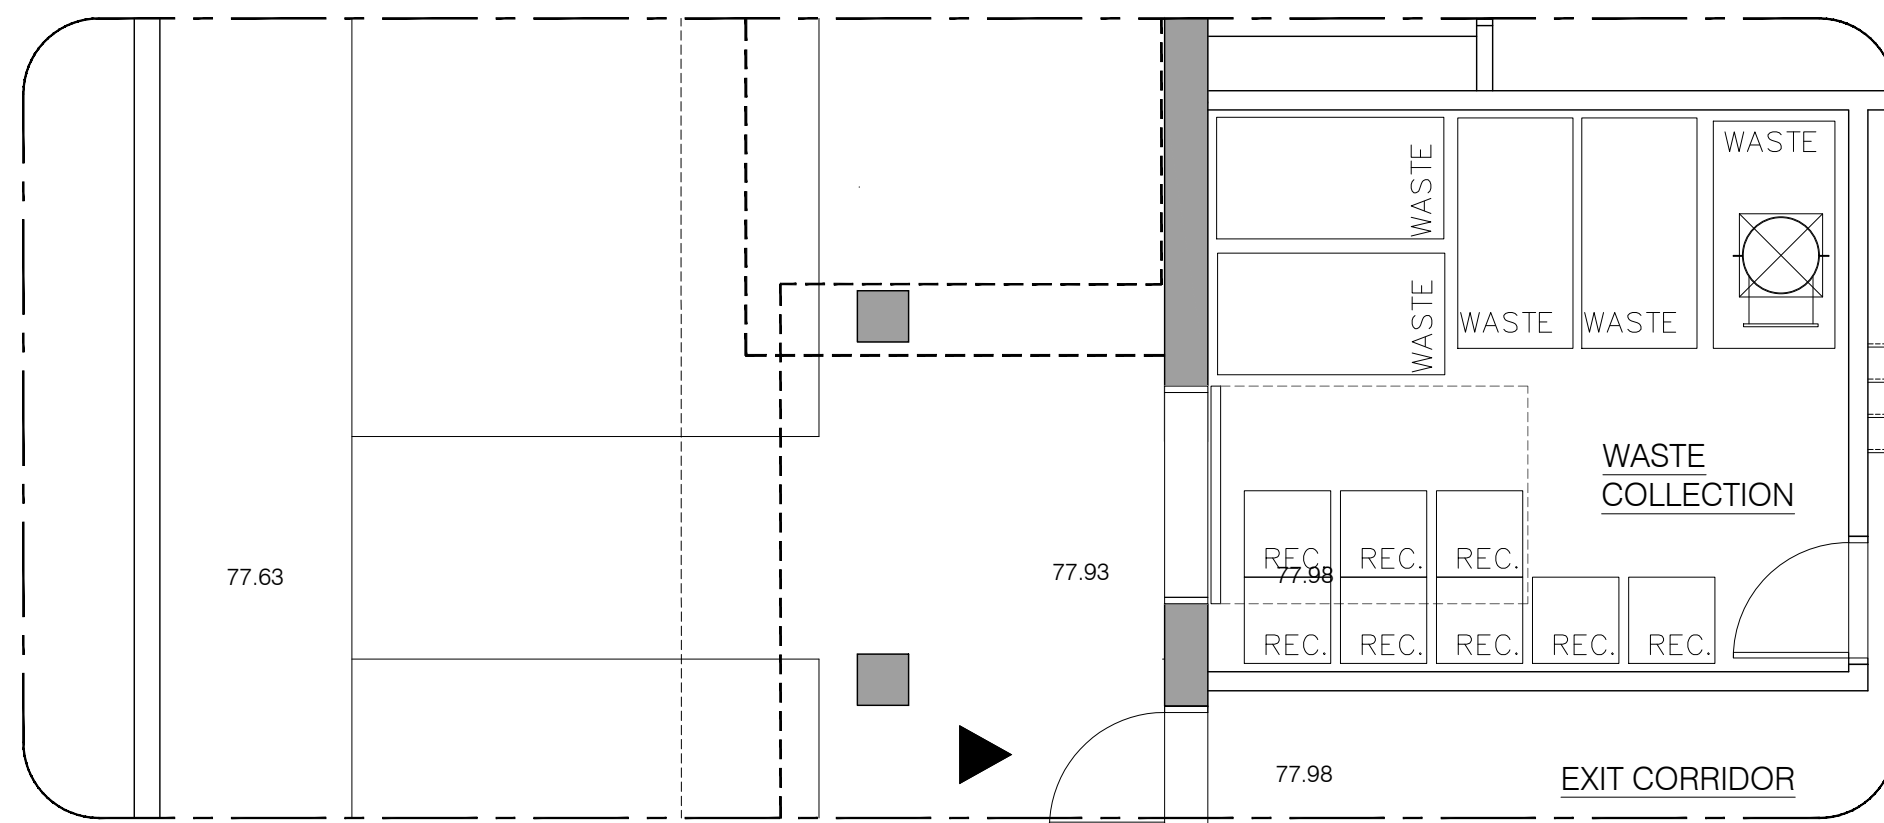 WASTE
WASTE
WASTE
WASTE
WASTE
WASTE
COLLECTION
REC.
REC.
REC.
77.63
77.93
77.98
REC.
REC.
REC.
REC.
REC.
77.98
EXIT CORRIDOR